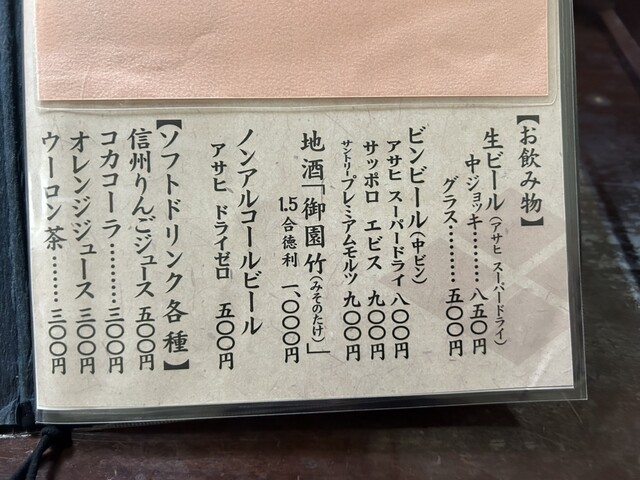 【お飲み物】
生ビール（アサヒ スーパードライ）
中ジョッキ………八五〇円
グラス…………五〇〇円
ビンビール（中ビン）
アサヒ スーパードライ 八〇〇円
サッポロ エビス 九〇〇円
サントリー プレミアムモルツ 九〇〇円
地酒「御園竹（みそのたけ）」
1.5合徳利 一、〇〇〇円
ノンアルコールビール
アサヒ ドライゼロ 五〇〇円
【ソフトドリンク各種】
信州りんごジュース 五〇〇円
コカコーラ…………三〇〇円
オレンジジュース 三〇〇円
ウーロン茶………三〇〇円